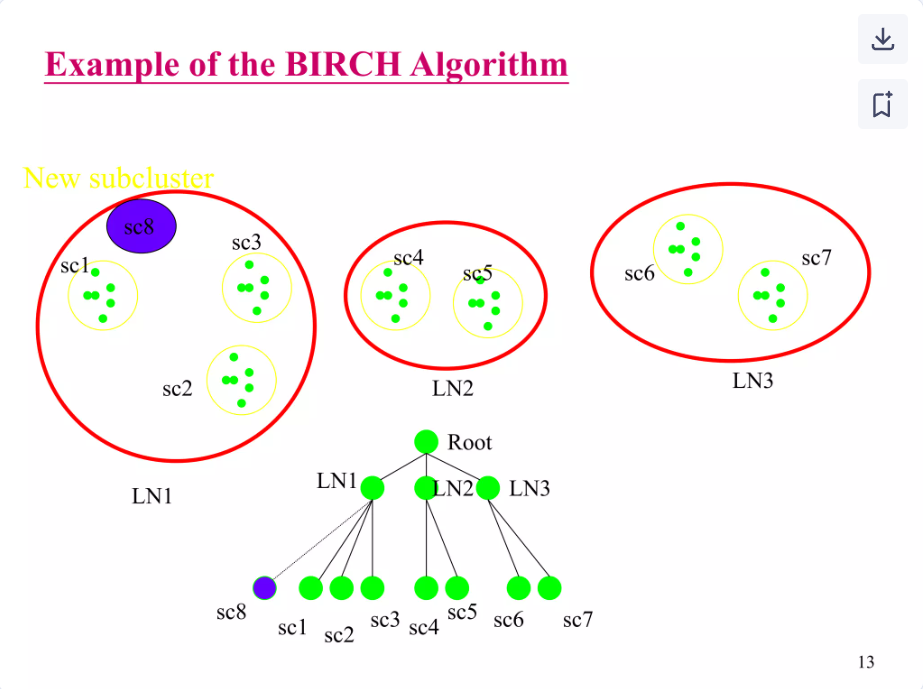 Example of the BIRCH Algorithm
New subcluster
sc8
sc3
sc1
sc4
sc5
sc6
sc7
sc2
LN2
LN3
LN1
Root
LN1
LN2
LN3
sc8
sc1
sc2
sc3
sc4
sc5
sc6
sc7
13